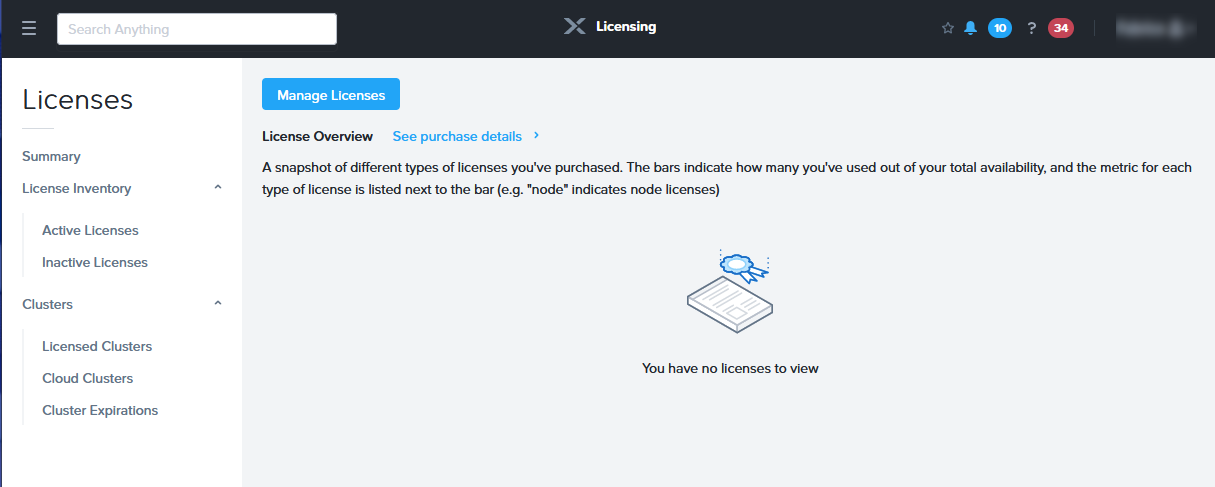 Search Anything
Licensing
10
?
34
Licenses
Summary
License Inventory
Active Licenses
Inactive Licenses
Clusters
Licensed Clusters
Cloud Clusters
Cluster Expirations
Manage Licenses
License Overview See purchase details
A snapshot of different types of licenses you've purchased. The bars indicate how many you've used out of your total availability, and the metric for each
type of license is listed next to the bar (e.g. "node" indicates node licenses)
You have no licenses to view